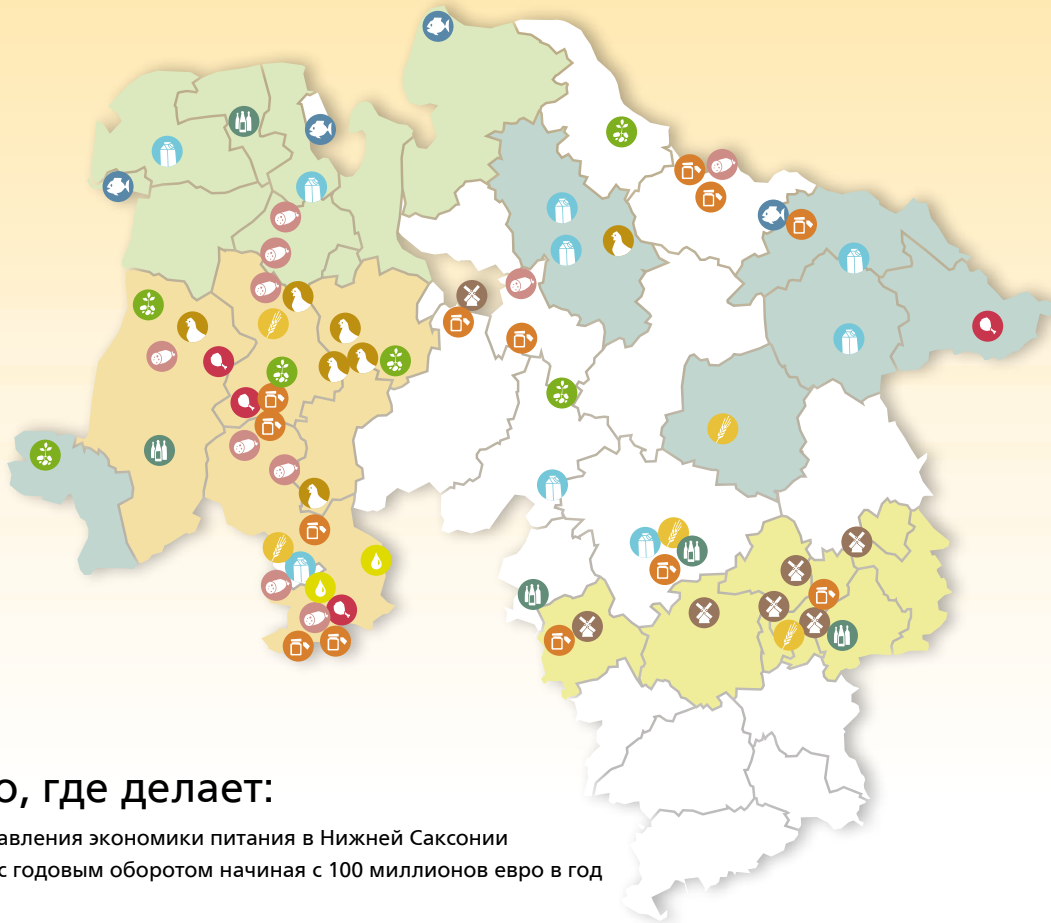 о, где делает:
авления экономики питания в Нижней Саксонии
с годовым оборотом начиная с 100 миллионов евро в год